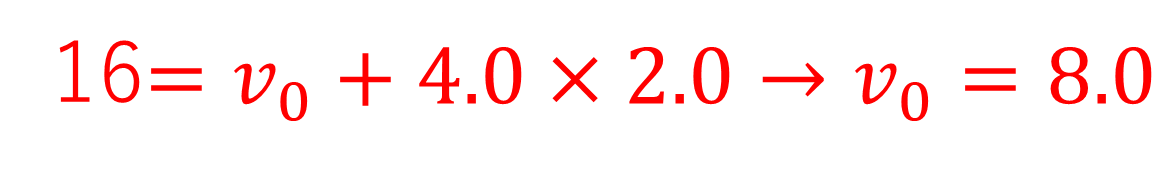 16= v₀ + 4.0 × 2.0 → v₀ = 8.0